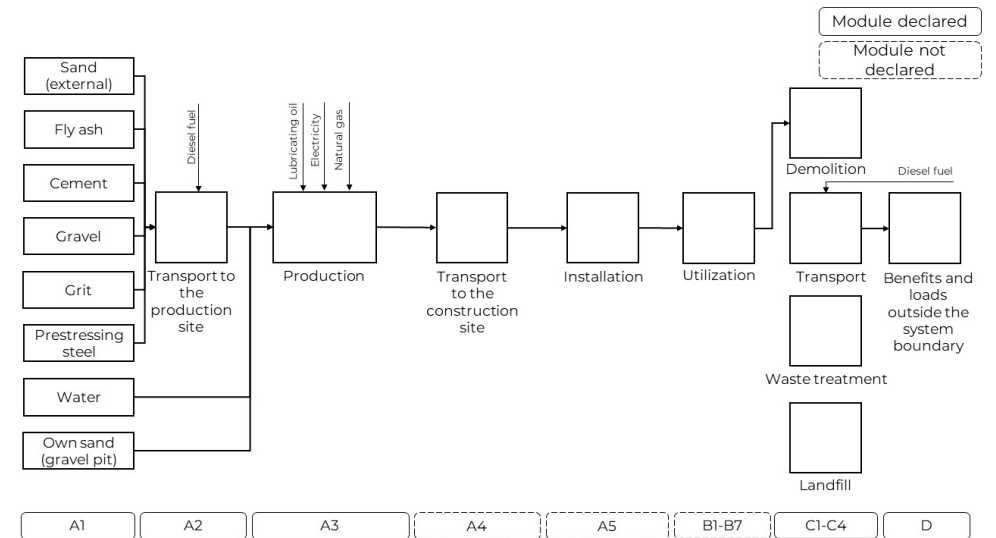 Module declared
Module not
declared
Sand
(external)
Fly ash
Cement
Gravel
Grit
Prestressing
steel
Water
Own sand
(gravel pit)
Diesel fuel
Transport to
the
production
site
Lubricating oil
Electricity
Natural gas
Production
Transport
to the
construction
site
Installation
Utilization
Demolition
Diesel fuel
Transport
Benefits and
loads
outside the
system
boundary
Waste treatment
Landfill
A1
A2
A3
A4
A5
B1-B7
C1-C4
D